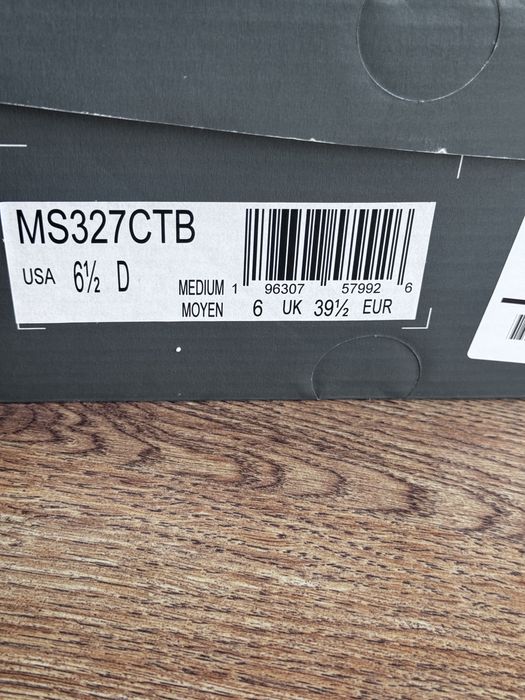 MS327CTB
USA 6½ D
MEDIUM 1 96307 57992 6
MOYEN 6 UK 39½ EUR